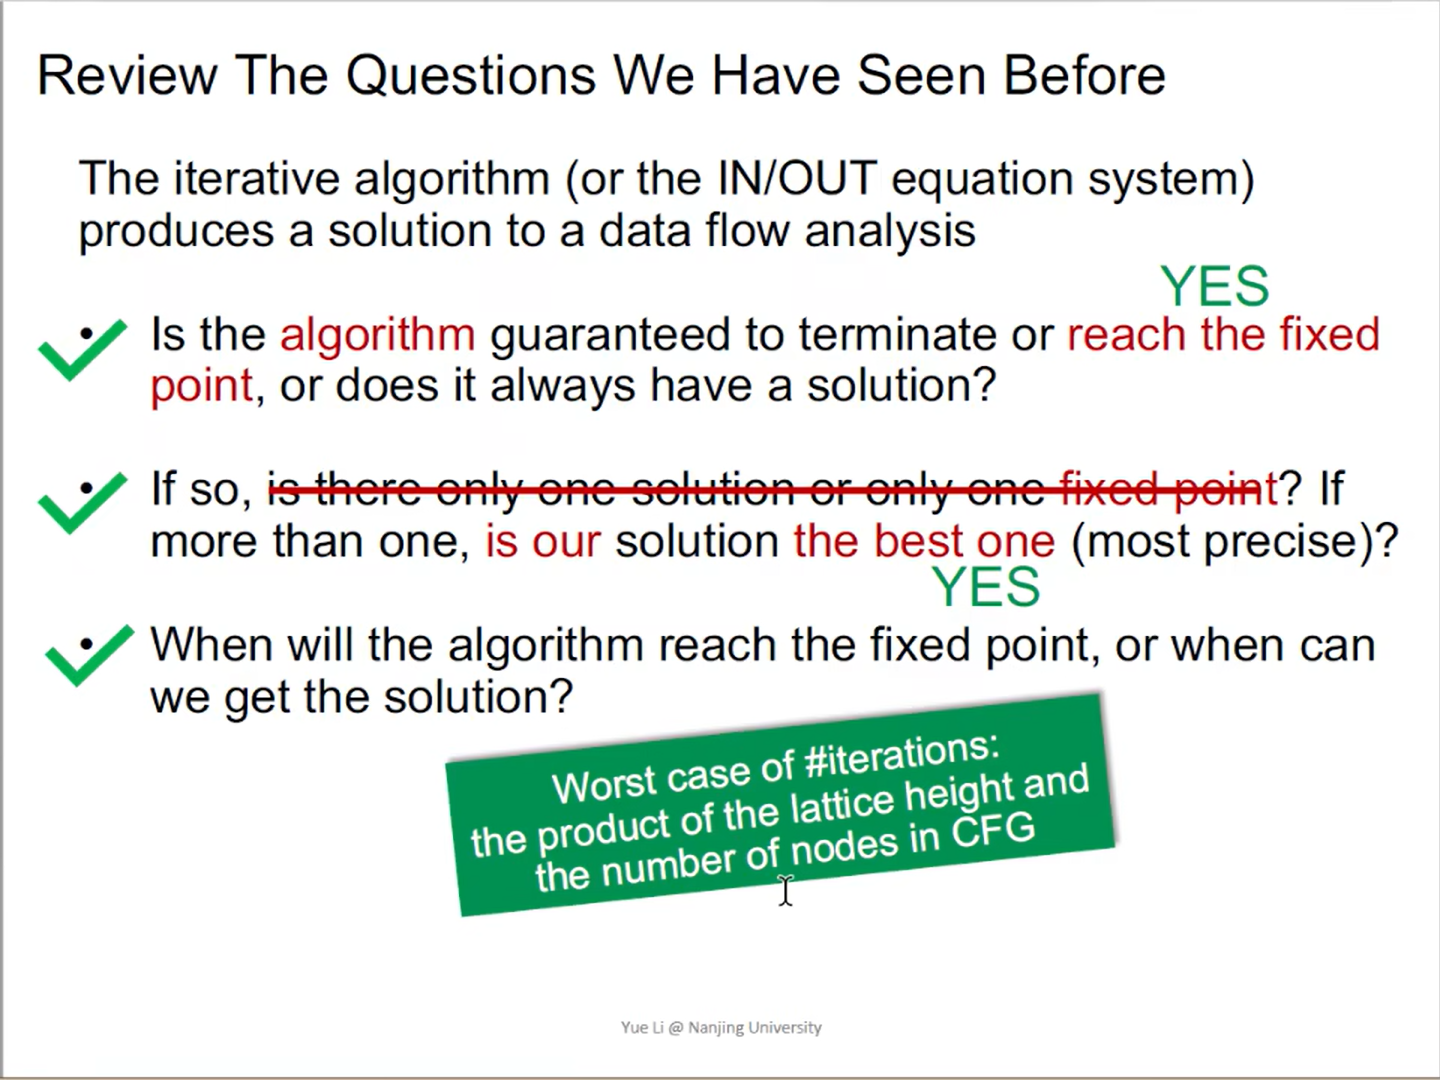 Review The Questions We Have Seen Before
The iterative algorithm (or the IN/OUT equation system)
produces a solution to a data flow analysis
YES
• Is the algorithm guaranteed to terminate or reach the fixed
point, or does it always have a solution?
• If so, is there only one solution or only one fixed point? If
more than one, is our solution the best one (most precise)?
YES
• When will the algorithm reach the fixed point, or when can
we get the solution?
Worst case of #iterations:
the product of the lattice height and
the number of nodes in CFG
Yue Li @ Nanjing University